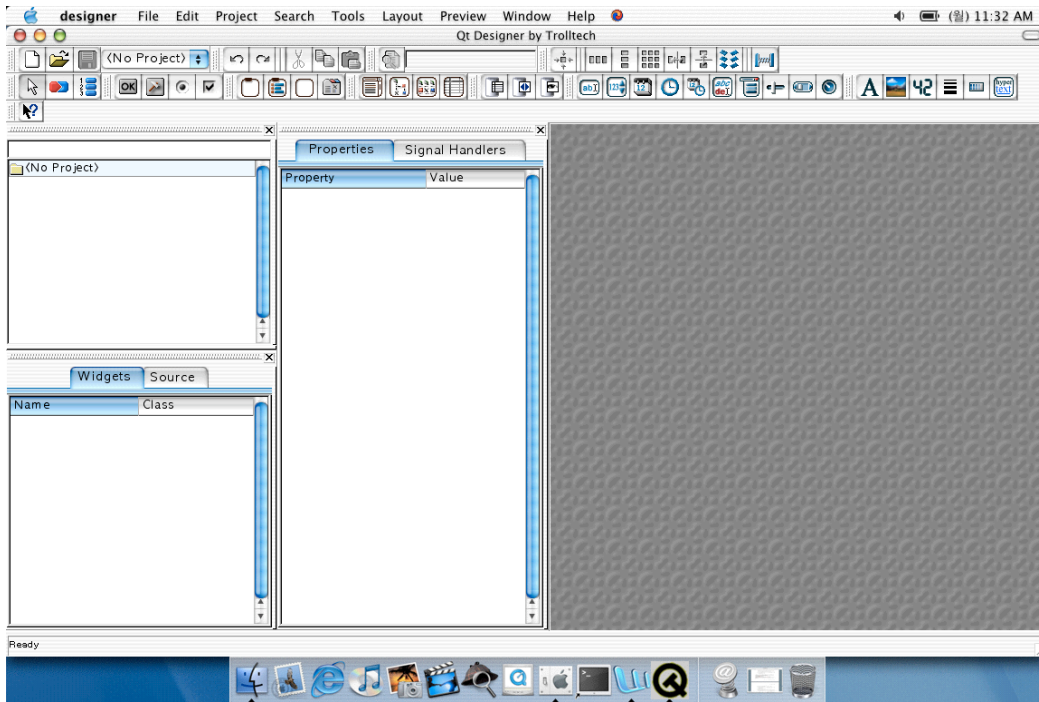 designer File Edit Project Search Tools Layout Preview Window Help (월) 11:32 AM
Qt Designer by Trolltech
<No Project>
OK
Properties Signal Handlers
<No Project>
Property Value
Widgets Source
Name Class
Ready